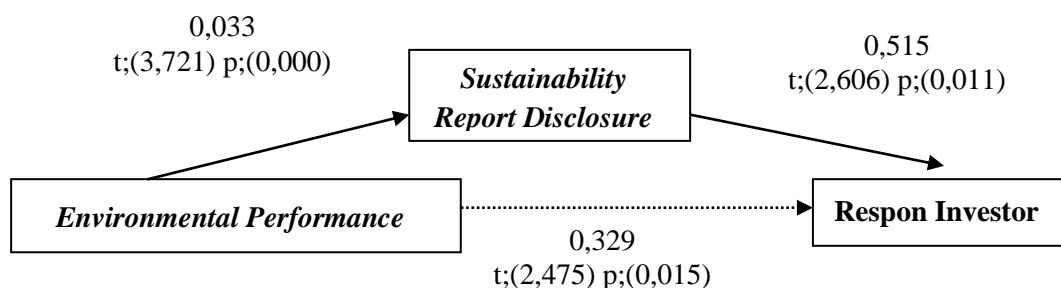 0,033
t;(3,721) p;(0,000)
0,515
t;(2,606) p;(0,011)
Sustainability
Report Disclosure
Environmental Performance
Respon Investor
0,329
t;(2,475) p;(0,015)